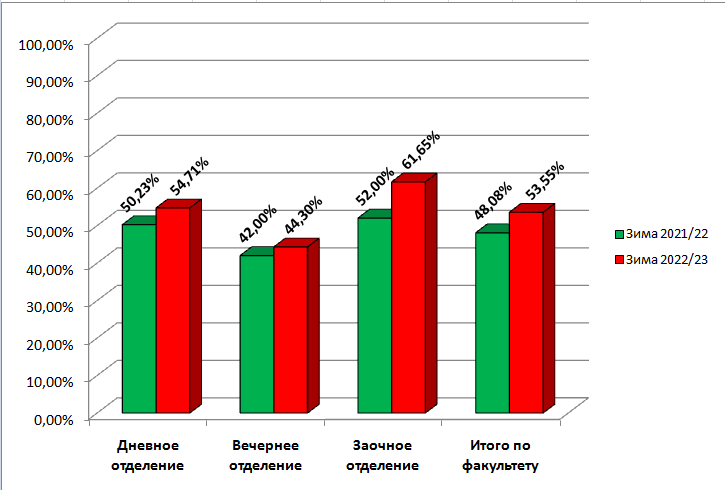 100,00%
90,00%
80,00%
70,00%
60,00%
50,00%
40,00%
30,00%
20,00%
10,00%
0,00%
50,23%
54,71%
42,00%
44,30%
52,00%
61,65%
48,08%
53,55%
Дневное
отделение
Вечернее
отделение
Заочное
отделение
Итого по
факультету
Зима 2021/22
Зима 2022/23